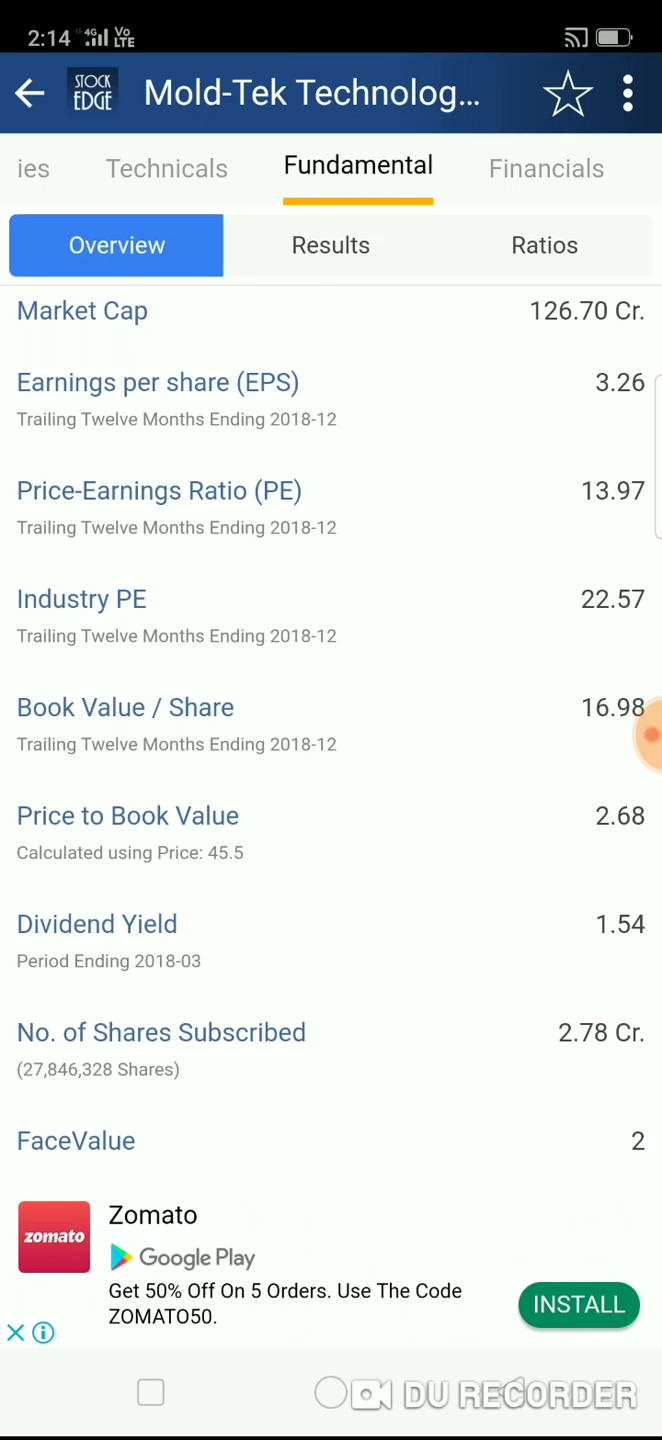 2:14 4G Vo LTE
STOCK EDGE Mold-Tek Technolog...
ies Technicals Fundamental Financials
Overview Results Ratios
Market Cap 126.70 Cr.
Earnings per share (EPS) 3.26
Trailing Twelve Months Ending 2018-12
Price-Earnings Ratio (PE) 13.97
Trailing Twelve Months Ending 2018-12
Industry PE 22.57
Trailing Twelve Months Ending 2018-12
Book Value / Share 16.98
Trailing Twelve Months Ending 2018-12
Price to Book Value 2.68
Calculated using Price: 45.5
Dividend Yield 1.54
Period Ending 2018-03
No. of Shares Subscribed 2.78 Cr.
(27,846,328 Shares)
FaceValue 2
zomato Zomato
Google Play
Get 50% Off On 5 Orders. Use The Code
ZOMATO50.
INSTALL
DU RECORDER